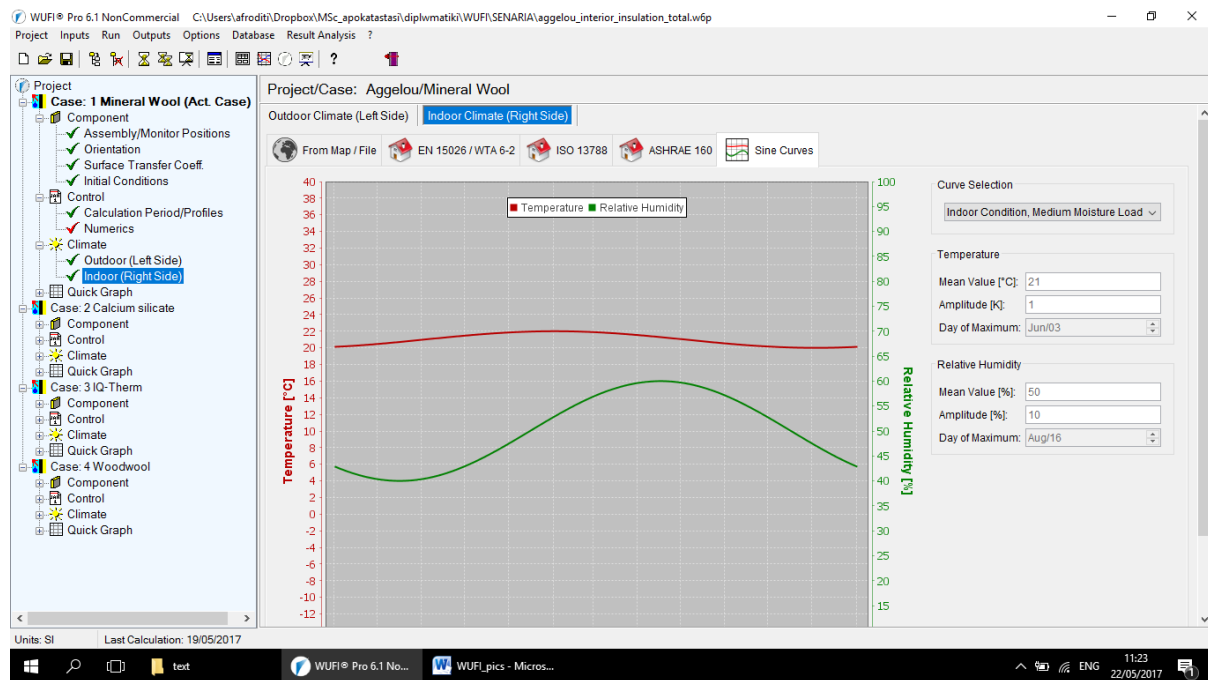 WUFI® Pro 6.1 NonCommercial C:\Users\afroditi\Dropbox\MSc_apokatastasi\diplwmatiki\WUFI\SENARIA\aggelou_interior_insulation_total.w6p
Project Inputs Run Outputs Options Database Result Analysis ?
?
Project
Case: 1 Mineral Wool (Act. Case)
Component
Assembly/Monitor Positions
Orientation
Surface Transfer Coeff.
Initial Conditions
Control
Calculation Period/Profiles
Numerics
Climate
Outdoor (Left Side)
Indoor (Right Side)
Quick Graph
Case: 2 Calcium silicate
Component
Control
Climate
Quick Graph
Case: 3 IQ-Therm
Component
Control
Climate
Quick Graph
Case: 4 Woodwool
Component
Control
Climate
Quick Graph
Project/Case: Aggelou/Mineral Wool
Outdoor Climate (Left Side) Indoor Climate (Right Side)
From Map / File EN 15026 / WTA 6-2 ISO 13788 ASHRAE 160 Sine Curves
Temperature Relative Humidity
Temperature [°C]
40
38
36
34
32
30
28
26
24
22
20
18
16
14
12
10
8
6
4
2
0
-2
-4
-6
-8
-10
-12
100
95
90
85
80
75
70
65
60
55
50
45
40
35
30
25
20
15
Relative Humidity [%]
Curve Selection
Indoor Condition, Medium Moisture Load
Temperature
Mean Value [°C]: 21
Amplitude [K]: 1
Day of Maximum: Jun/03
Relative Humidity
Mean Value [%]: 50
Amplitude [%]: 10
Day of Maximum: Aug/16
Units: SI Last Calculation: 19/05/2017
text WUFI® Pro 6.1 No... WUFI_pics - Micros... ENG 11:23
22/05/2017
1